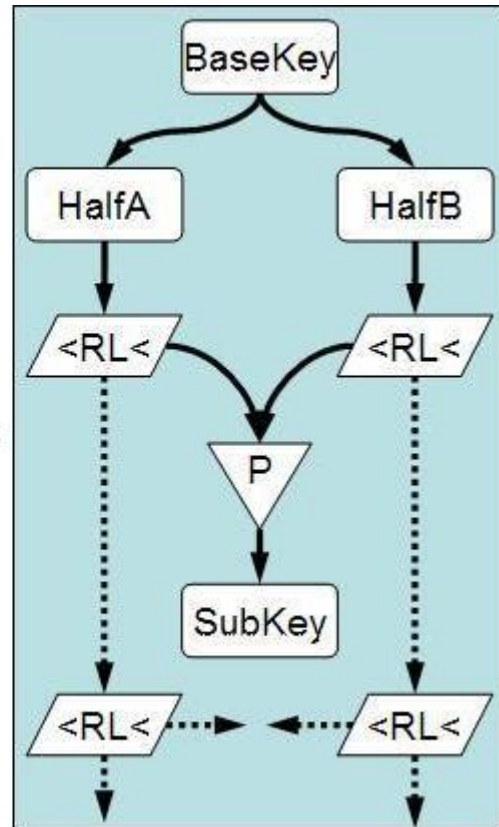 BaseKey
HalfA HalfB
<RL< <RL<
P
SubKey
<RL< <RL<